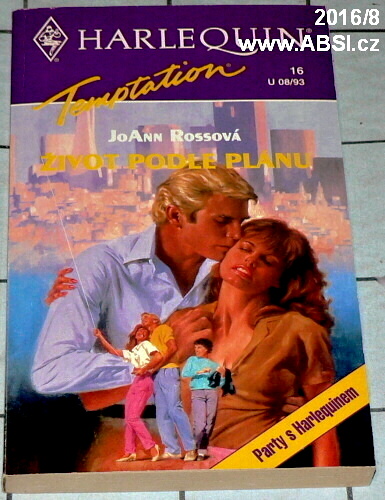 2016/8
www.ABSI.cz
HARLEQUIN®
Temptation®
16
U 08/93
JoAnn Rossová
ŽIVOT PODLE PLÁNU
Party s Harlequinem